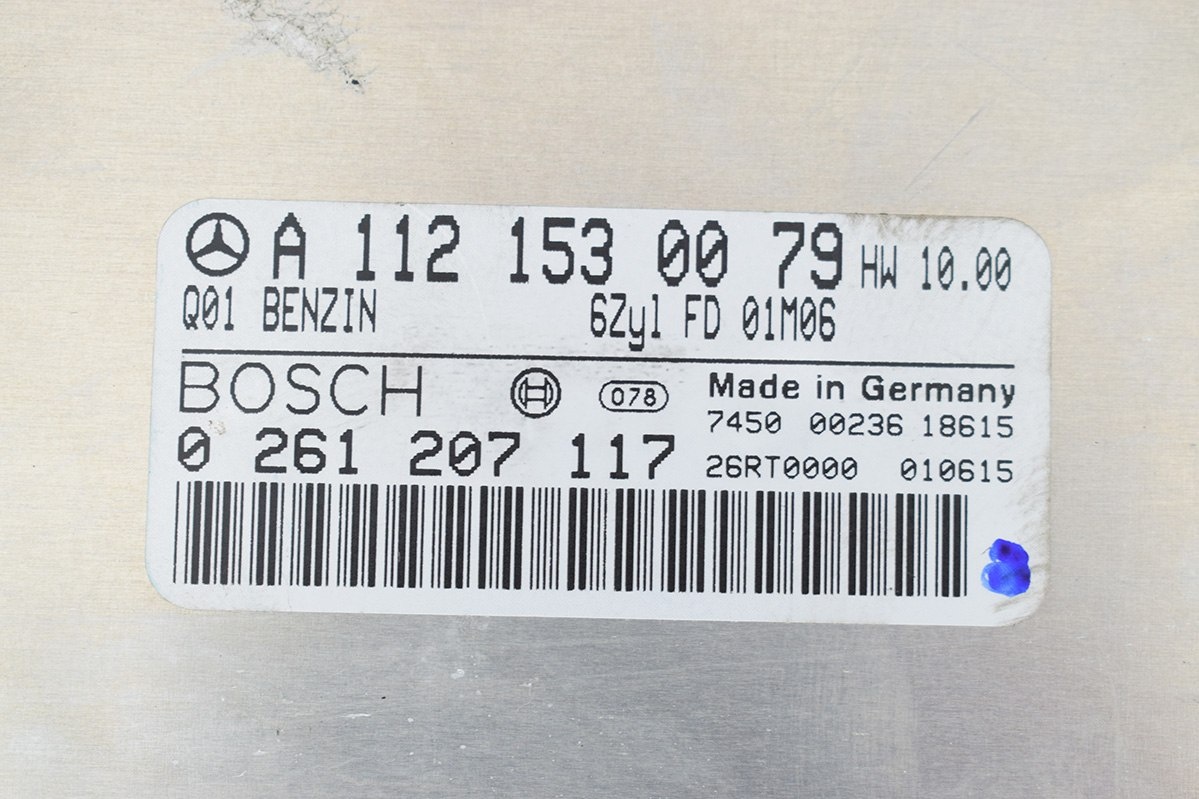 A 112 153 00 79 HW 10.00
Q01 BENZIN 6Zyl FD 01M06
BOSCH 078 Made in Germany
7450 00236 18615
0 261 207 117 26RT0000 010615